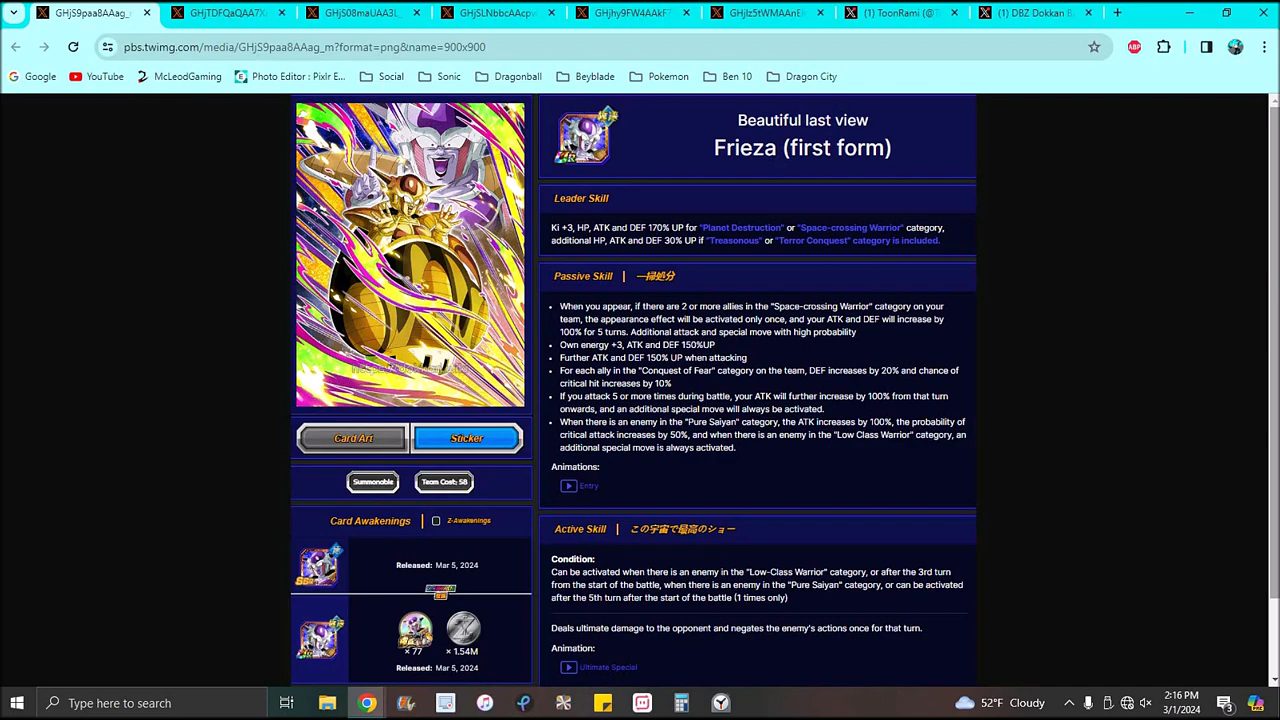 GHjS9paa8AAag_
GHjTDFQaQAA7X
GHjS08maUAA3L_
GHjSLNbbcAAcpv
GHjhy9FW4AAkF
GHjIz5tWMAAnE
(1) ToonRami (@T
(1) DBZ Dokkan B
pbs.twimg.com/media/GHjS9paa8AAag_m?format=png&name=900x900
Google
YouTube
McLeodGaming
Photo Editor : Pixlr E...
Social
Sonic
Dragonball
Beyblade
Pokemon
Ben 10
Dragon City
Beautiful last view
Frieza (first form)
Leader Skill
Ki +3, HP, ATK and DEF 170% UP for "Planet Destruction" or "Space-crossing Warrior" category,
additional HP, ATK and DEF 30% UP if "Treasonous" or "Terror Conquest" category is included.
Passive Skill | 一掃処分
When you appear, if there are 2 or more allies in the "Space-crossing Warrior" category on your
team, the appearance effect will be activated only once, and your ATK and DEF will increase by
100% for 5 turns. Additional attack and special move with high probability
Own energy +3, ATK and DEF 150%UP
Further ATK and DEF 150% UP when attacking
For each ally in the "Conquest of Fear" category on the team, DEF increases by 20% and chance of
critical hit increases by 10%
If you attack 5 or more times during battle, your ATK will further increase by 100% from that turn
onwards, and an additional special move will always be activated.
When there is an enemy in the "Pure Saiyan" category, the ATK increases by 100%, the probability of
critical attack increases by 50%, and when there is an enemy in the "Low Class Warrior" category, an
additional special move is always activated.
Animations:
Entry
Card Art
Sticker
Summonable
Team Cost: 58
Card Awakenings | Z-Awakenings
SSR
Released: Mar 5, 2024
× 77
× 1.54M
Released: Mar 5, 2024
Active Skill | この宇宙で最高のショー
Condition:
Can be activated when there is an enemy in the "Low-Class Warrior" category, or after the 3rd turn
from the start of the battle, when there is an enemy in the "Pure Saiyan" category, or can be activated
after the 5th turn after the start of the battle (1 times only)
Deals ultimate damage to the opponent and negates the enemy's actions once for that turn.
Animation:
Ultimate Special
Type here to search
52°F Cloudy
2:16 PM
3/1/2024
3